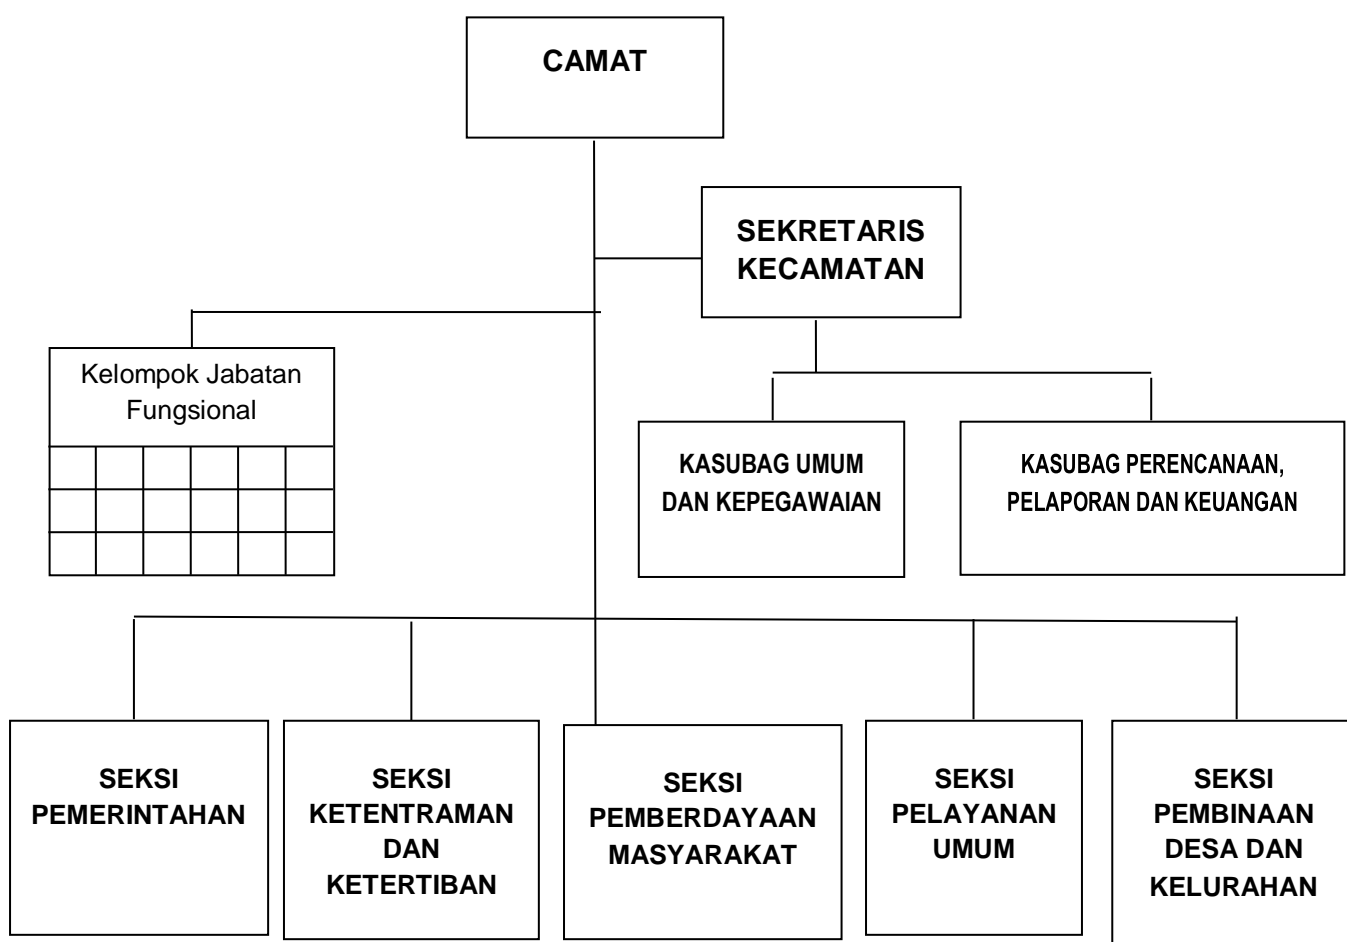 CAMAT
SEKRETARIS
KECAMATAN
Kelompok Jabatan
Fungsional
KASUBAG UMUM
DAN KEPEGAWAIAN
KASUBAG PERENCANAAN,
PELAPORAN DAN KEUANGAN
SEKSI
PEMERINTAHAN
SEKSI
KETENTRAMAN
DAN
KETERTIBAN
SEKSI
PEMBERDAYAAN
MASYARAKAT
SEKSI
PELAYANAN
UMUM
SEKSI
PEMBINAAN
DESA DAN
KELURAHAN